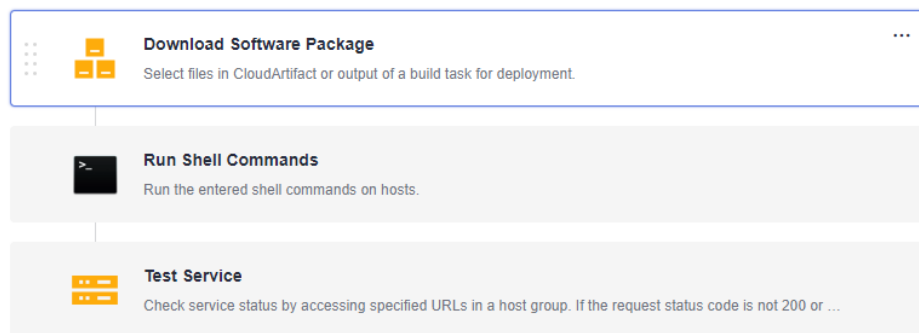 Download Software Package
...
Select files in CloudArtifact or output of a build task for deployment.
>_
Run Shell Commands
Run the entered shell commands on hosts.
Test Service
Check service status by accessing specified URLs in a host group. If the request status code is not 200 or ...